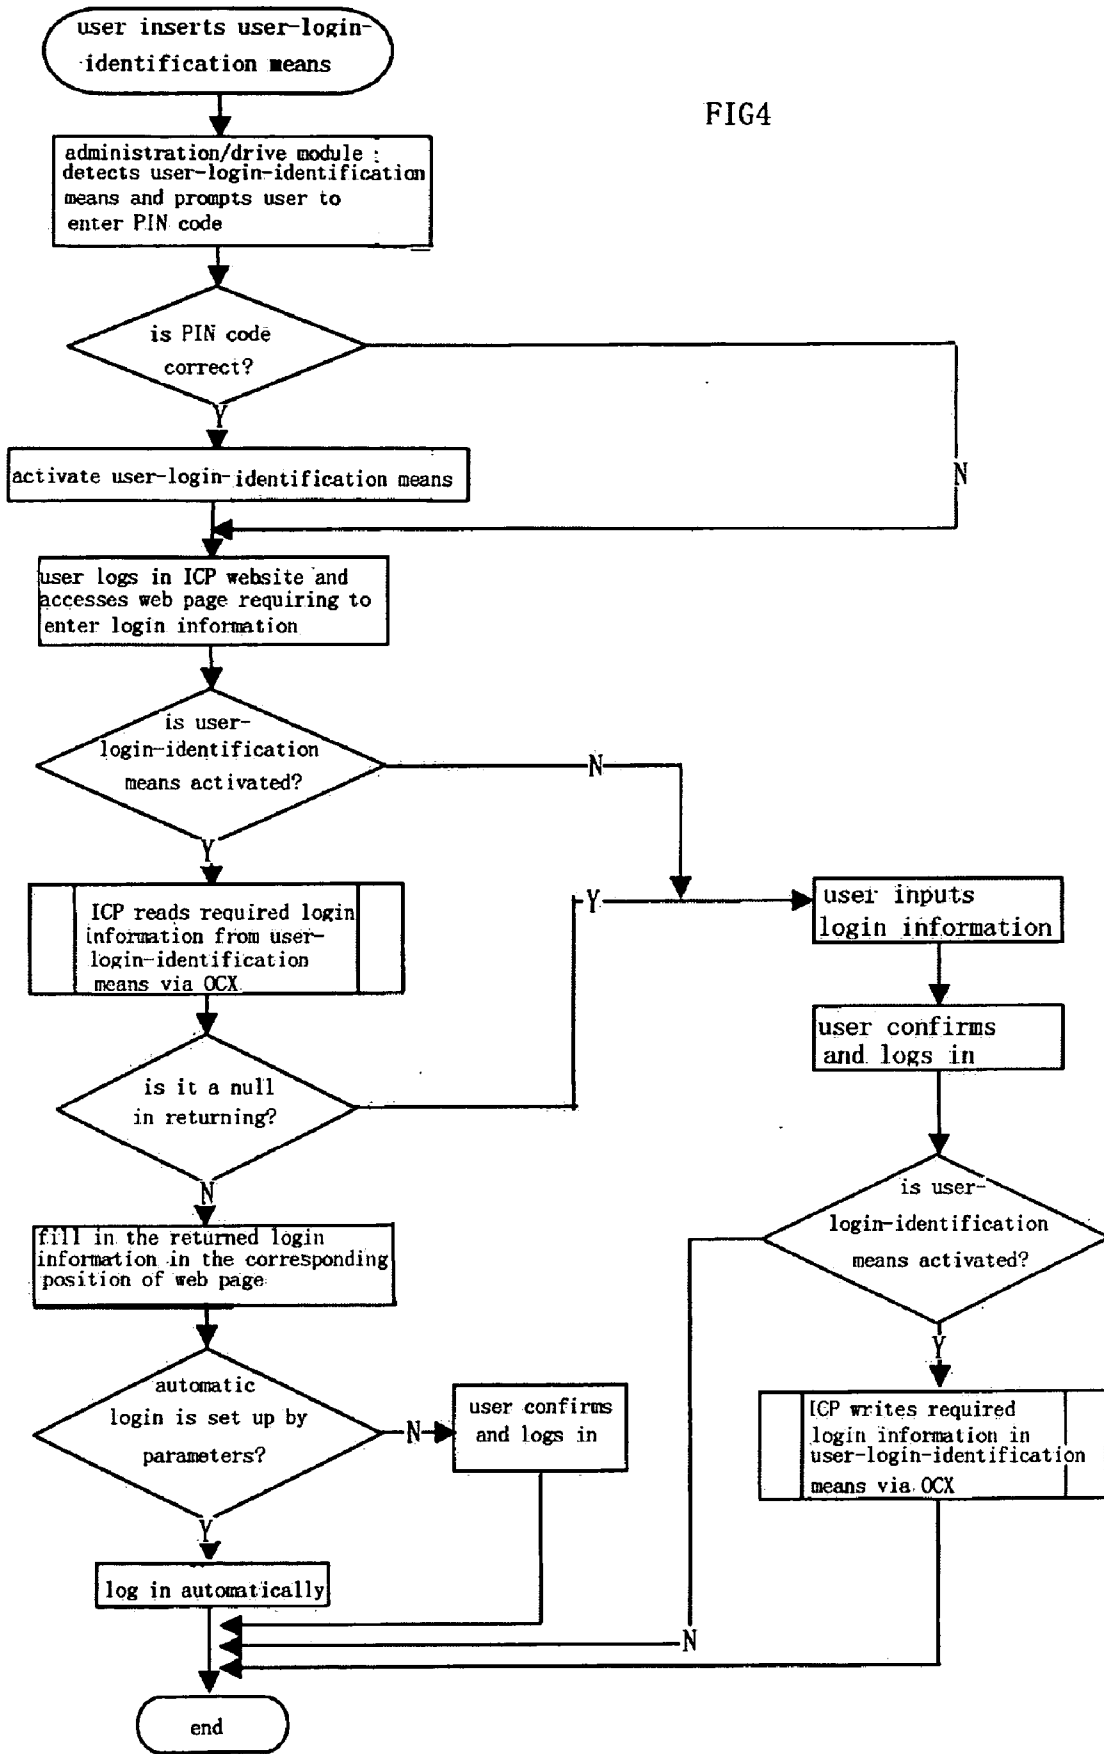 user inserts user-login-
identification means
FIG4
administration/drive module :
detects user-login-identification
means and prompts user to
enter PIN code
is PIN code
correct?
Y
activate user-login-identification means
N
user logs in ICP website and
accesses web page requiring to
enter login information
is user-
login-identification
means activated?
N
Y
ICP reads required login
information from user-
login-identification
means via OCX
Y
user inputs
login information
user confirms
and logs in
is it a null
in returning?
N
is user-
login-identification
means activated?
fill in the returned login
information in the corresponding
position of web page
Y
automatic
login is set up by
parameters?
N
user confirms
and logs in
ICP writes required
login information in
user-login-identification
means via OCX
Y
log in automatically
N
end